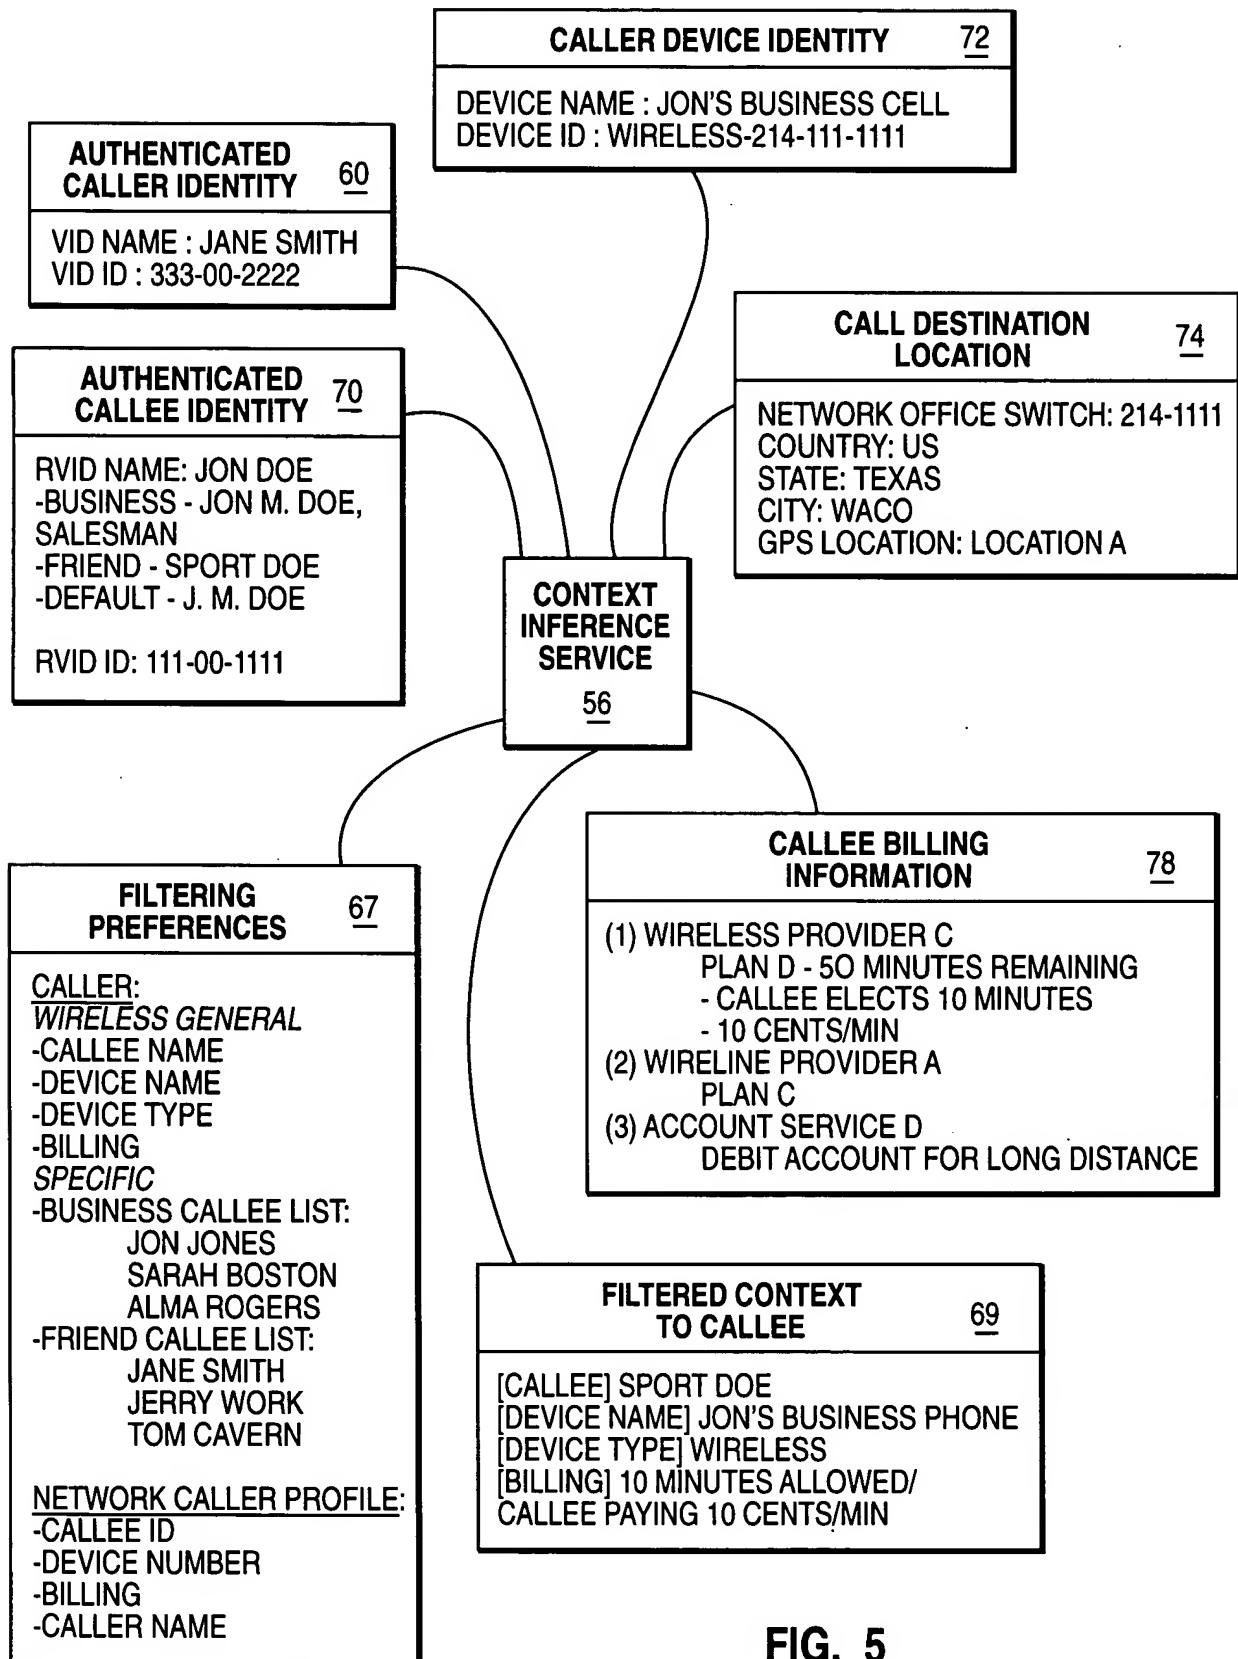 CALLER DEVICE IDENTITY 72
DEVICE NAME : JON'S BUSINESS CELL
DEVICE ID : WIRELESS-214-111-1111
AUTHENTICATED
CALLER IDENTITY 60
VID NAME : JANE SMITH
VID ID : 333-00-2222
CALL DESTINATION
LOCATION 74
NETWORK OFFICE SWITCH: 214-1111
COUNTRY: US
STATE: TEXAS
CITY: WACO
GPS LOCATION: LOCATION A
AUTHENTICATED
CALLEE IDENTITY 70
RVID NAME: JON DOE
-BUSINESS - JON M. DOE,
SALESMAN
-FRIEND - SPORT DOE
-DEFAULT - J. M. DOE
RVID ID: 111-00-1111
CONTEXT
INFERENCE
SERVICE
56
CALLEE BILLING
INFORMATION 78
(1) WIRELESS PROVIDER C
PLAN D - 50 MINUTES REMAINING
- CALLEE ELECTS 10 MINUTES
- 10 CENTS/MIN
(2) WIRELINE PROVIDER A
PLAN C
(3) ACCOUNT SERVICE D
DEBIT ACCOUNT FOR LONG DISTANCE
FILTERING
PREFERENCES 67
CALLER:
WIRELESS GENERAL
-CALLEE NAME
-DEVICE NAME
-DEVICE TYPE
-BILLING
SPECIFIC
-BUSINESS CALLEE LIST:
JON JONES
SARAH BOSTON
ALMA ROGERS
-FRIEND CALLEE LIST:
JANE SMITH
JERRY WORK
TOM CAVERN
NETWORK CALLER PROFILE:
-CALLEE ID
-DEVICE NUMBER
-BILLING
-CALLER NAME
FILTERED CONTEXT
TO CALLEE 69
[CALLEE] SPORT DOE
[DEVICE NAME] JON'S BUSINESS PHONE
[DEVICE TYPE] WIRELESS
[BILLING] 10 MINUTES ALLOWED/
CALLEE PAYING 10 CENTS/MIN
FIG. 5